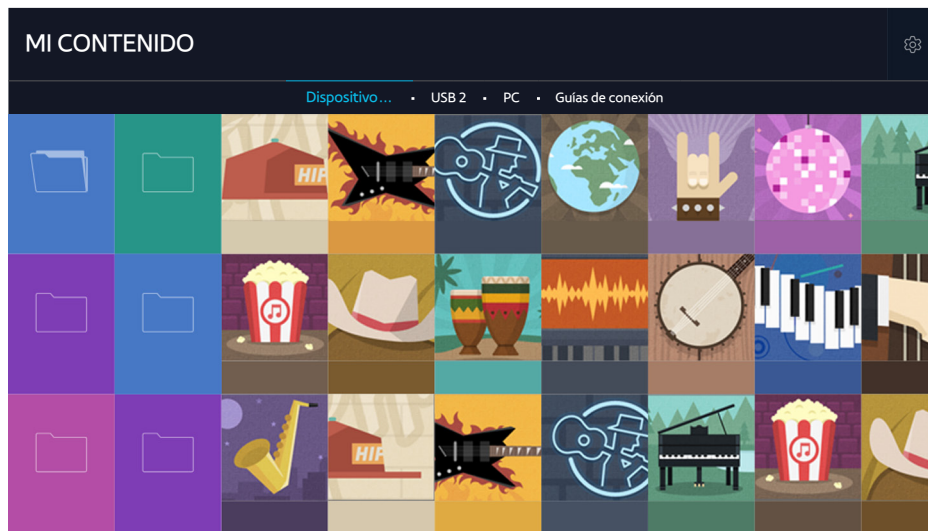 MI CONTENIDO
Dispositivo... • USB 2 • PC • Guías de conexión
HIP
HIP